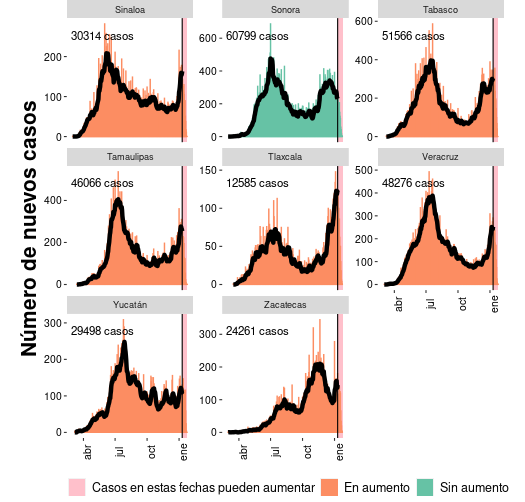 Sinaloa
Sonora
Tabasco
30314 casos
60799 casos
51566 casos
200
100
0
600
400
200
0
600
400
200
0
Tamaulipas
Tlaxcala
Veracruz
46066 casos
12585 casos
48276 casos
400
200
0
150
100
50
0
500
400
300
200
100
0
Yucatán
Zacatecas
29498 casos
24261 casos
300
200
100
0
300
200
100
0
abr
jul
oct
ene
abr
jul
oct
ene
abr
jul
oct
ene
Número de nuevos casos
Casos en estas fechas pueden aumentar
En aumento
Sin aumento